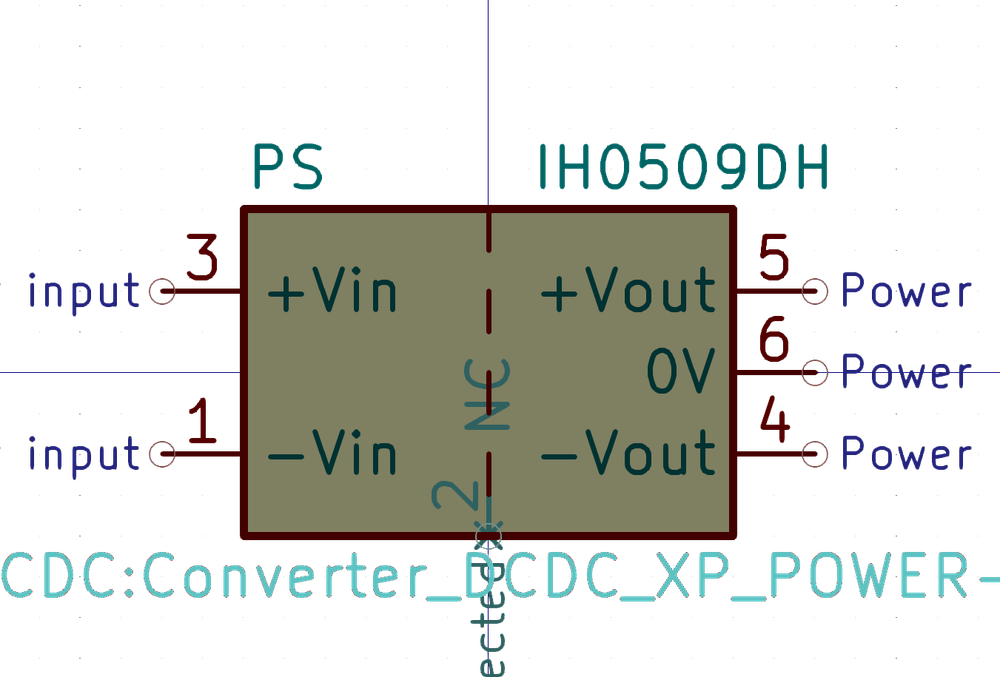 PS IH0509DH
3 5
input +Vin +Vout Power
6
0V Power
NC
1 4
input -Vin -Vout Power
2
CDC:Converter_DCDC_XP_POWER-
ected